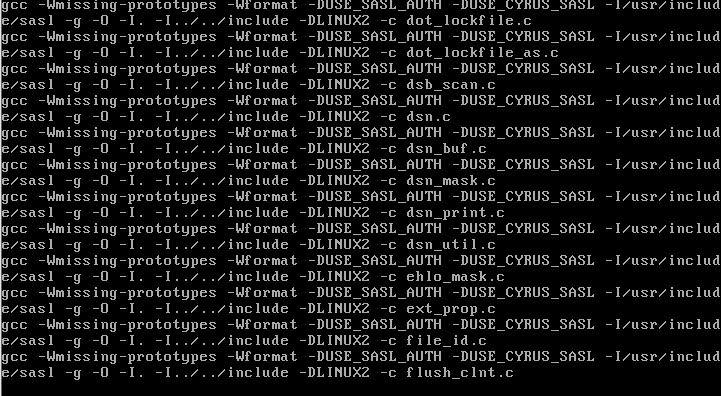 gcc -Wmissing-prototypes -Wformat -DUSE_SASL_AUTH -DUSE_CYRUS_SASL -I/usr/includ
e/sasl -g -O -I. -I../../include -DLINUX2 -c dot_lockfile.c
gcc -Wmissing-prototypes -Wformat -DUSE_SASL_AUTH -DUSE_CYRUS_SASL -I/usr/includ
e/sasl -g -O -I. -I../../include -DLINUX2 -c dot_lockfile_as.c
gcc -Wmissing-prototypes -Wformat -DUSE_SASL_AUTH -DUSE_CYRUS_SASL -I/usr/includ
e/sasl -g -O -I. -I../../include -DLINUX2 -c dsb_scan.c
gcc -Wmissing-prototypes -Wformat -DUSE_SASL_AUTH -DUSE_CYRUS_SASL -I/usr/includ
e/sasl -g -O -I. -I../../include -DLINUX2 -c dsn.c
gcc -Wmissing-prototypes -Wformat -DUSE_SASL_AUTH -DUSE_CYRUS_SASL -I/usr/includ
e/sasl -g -O -I. -I../../include -DLINUX2 -c dsn_buf.c
gcc -Wmissing-prototypes -Wformat -DUSE_SASL_AUTH -DUSE_CYRUS_SASL -I/usr/includ
e/sasl -g -O -I. -I../../include -DLINUX2 -c dsn_mask.c
gcc -Wmissing-prototypes -Wformat -DUSE_SASL_AUTH -DUSE_CYRUS_SASL -I/usr/includ
e/sasl -g -O -I. -I../../include -DLINUX2 -c dsn_print.c
gcc -Wmissing-prototypes -Wformat -DUSE_SASL_AUTH -DUSE_CYRUS_SASL -I/usr/includ
e/sasl -g -O -I. -I../../include -DLINUX2 -c dsn_util.c
gcc -Wmissing-prototypes -Wformat -DUSE_SASL_AUTH -DUSE_CYRUS_SASL -I/usr/includ
e/sasl -g -O -I. -I../../include -DLINUX2 -c ehlo_mask.c
gcc -Wmissing-prototypes -Wformat -DUSE_SASL_AUTH -DUSE_CYRUS_SASL -I/usr/includ
e/sasl -g -O -I. -I../../include -DLINUX2 -c ext_prop.c
gcc -Wmissing-prototypes -Wformat -DUSE_SASL_AUTH -DUSE_CYRUS_SASL -I/usr/includ
e/sasl -g -O -I. -I../../include -DLINUX2 -c file_id.c
gcc -Wmissing-prototypes -Wformat -DUSE_SASL_AUTH -DUSE_CYRUS_SASL -I/usr/includ
e/sasl -g -O -I. -I../../include -DLINUX2 -c flush_clnt.c